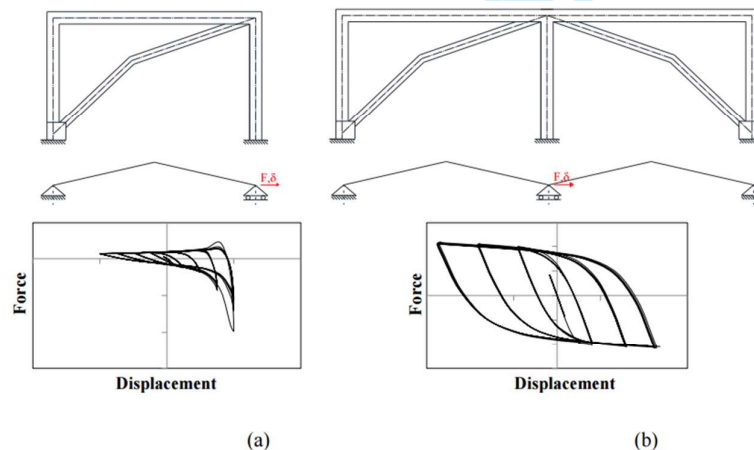 F,δ
F,δ
Force
Displacement
Force
Displacement
(a)
(b)